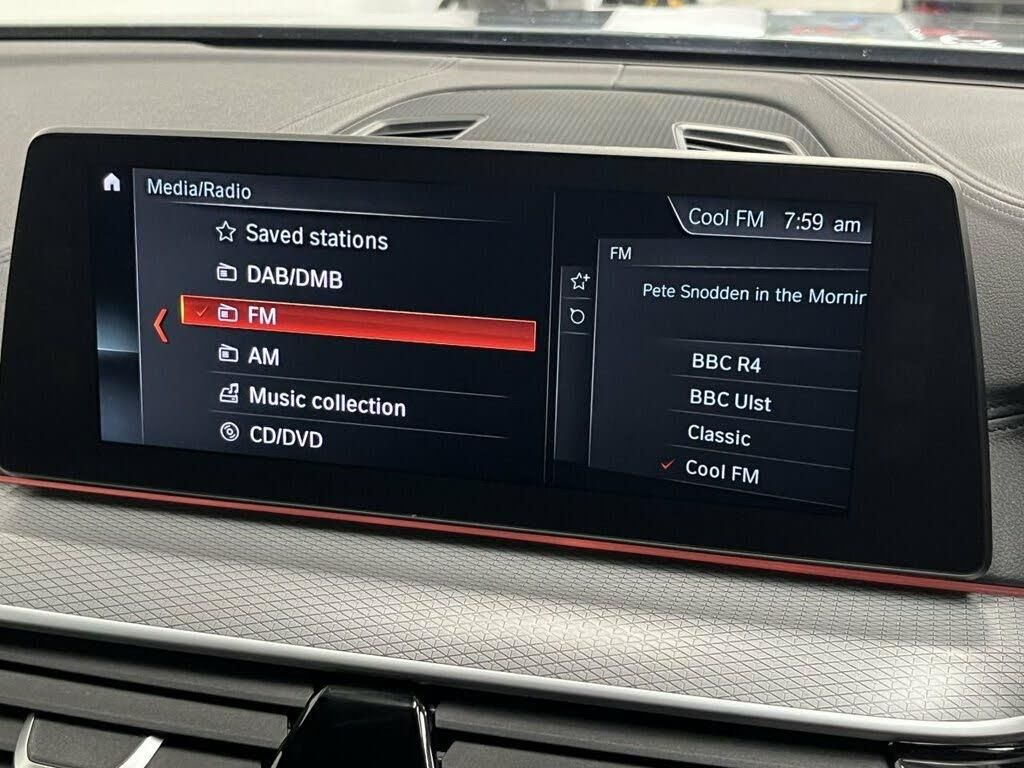 Media/Radio
Saved stations
DAB/DMB
FM
AM
Music collection
CD/DVD
Cool FM 7:59 am
FM
Pete Snodden in the Mornin
BBC R4
BBC Ulst
Classic
Cool FM